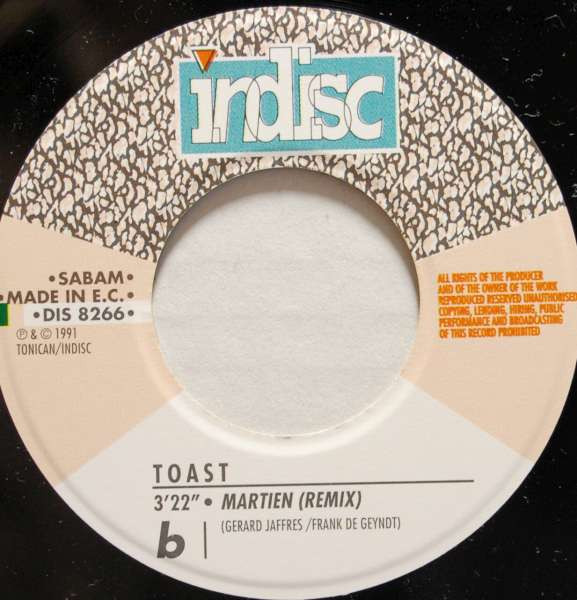 indisc
• SABAM •
• MADE IN E.C. •
• DIS 8266 •
℗ & © 1991
TONICAN/INDISC
ALL RIGHTS OF THE PRODUCER
AND OF THE OWNER OF THE WORK
REPRODUCED RESERVED UNAUTHORISED
COPYING, LENDING, HIRING, PUBLIC
PERFORMANCE AND BROADCASTING
OF THIS RECORD PROHIBITED
TOAST
3'22" • MARTIEN (REMIX)
(GERARD JAFFRES /FRANK DE GEYNDT)
b